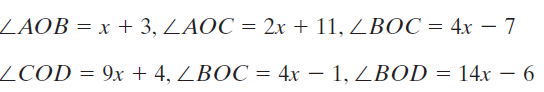 ∠AOB = x + 3, ∠AOC = 2x + 11, ∠BOC = 4x − 7
∠COD = 9x + 4, ∠BOC = 4x − 1, ∠BOD = 14x − 6